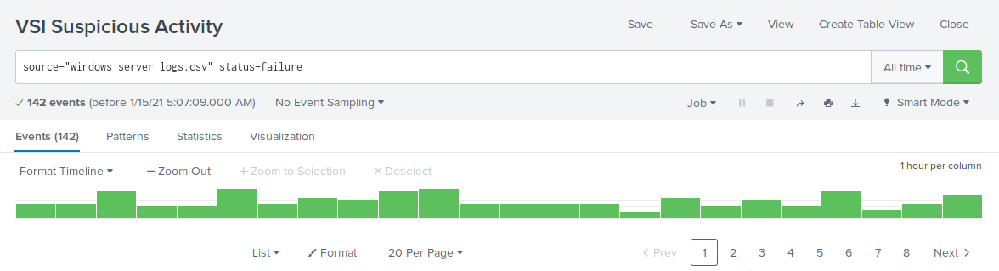 VSI Suspicious Activity
Save Save As View Create Table View Close
source="windows_server_logs.csv" status=failure
All time
142 events (before 1/15/21 5:07:09.000 AM) No Event Sampling Job Smart Mode
Events (142) Patterns Statistics Visualization
Format Timeline — Zoom Out + Zoom to Selection × Deselect 1 hour per column
List Format 20 Per Page < Prev 1 2 3 4 5 6 7 8 Next >